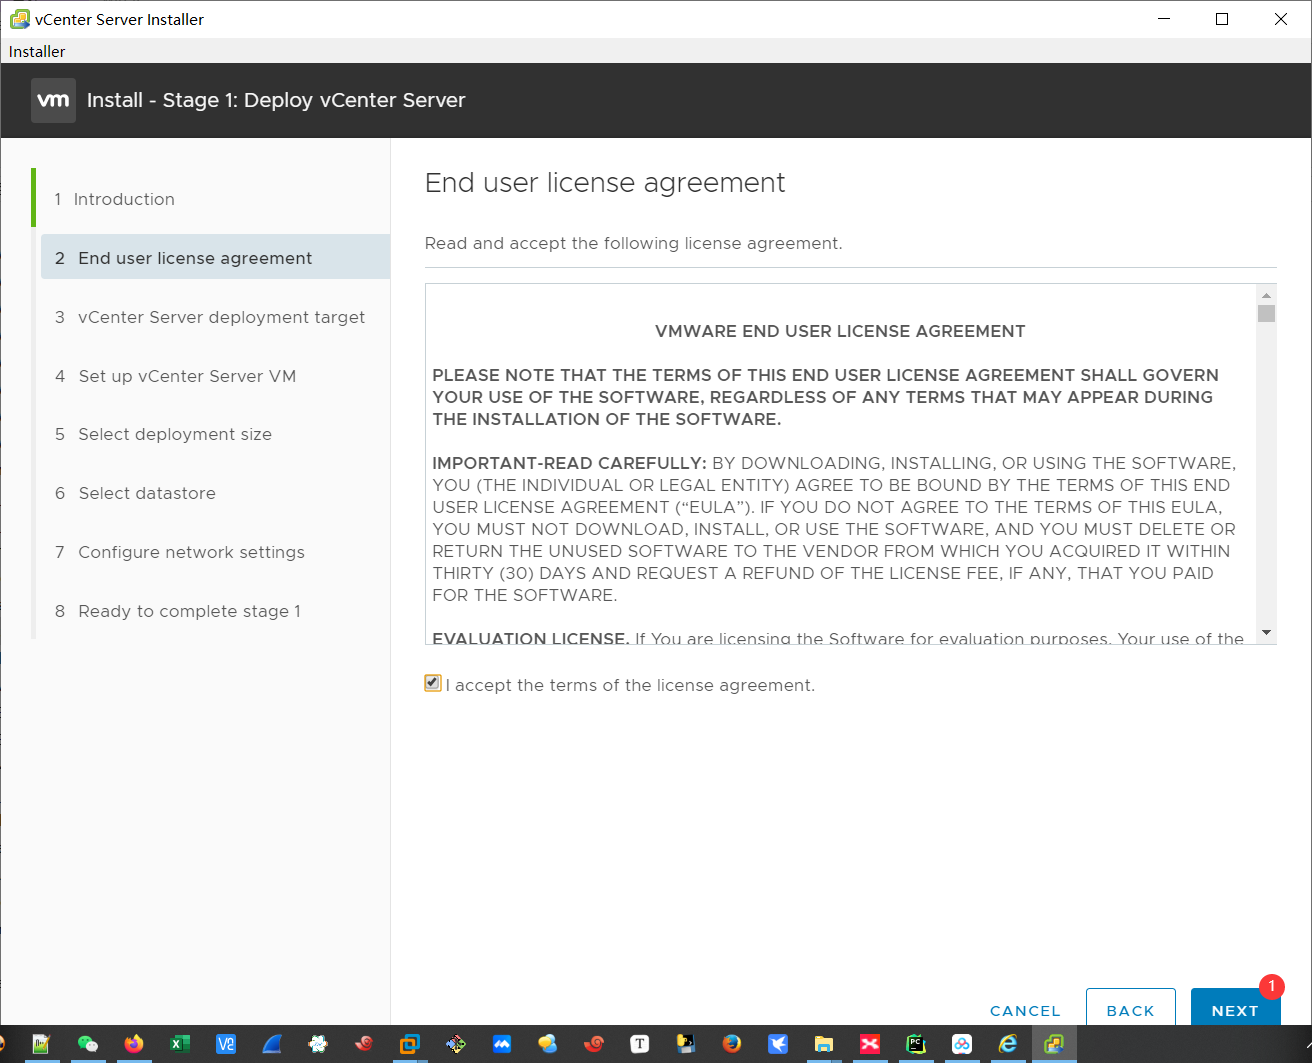 vCenter Server Installer
Installer
vm Install - Stage 1: Deploy vCenter Server
1 Introduction
2 End user license agreement
3 vCenter Server deployment target
4 Set up vCenter Server VM
5 Select deployment size
6 Select datastore
7 Configure network settings
8 Ready to complete stage 1
End user license agreement
Read and accept the following license agreement.
VMWARE END USER LICENSE AGREEMENT
PLEASE NOTE THAT THE TERMS OF THIS END USER LICENSE AGREEMENT SHALL GOVERN
YOUR USE OF THE SOFTWARE, REGARDLESS OF ANY TERMS THAT MAY APPEAR DURING
THE INSTALLATION OF THE SOFTWARE.
IMPORTANT-READ CAREFULLY: BY DOWNLOADING, INSTALLING, OR USING THE SOFTWARE,
YOU (THE INDIVIDUAL OR LEGAL ENTITY) AGREE TO BE BOUND BY THE TERMS OF THIS END
USER LICENSE AGREEMENT (“EULA”). IF YOU DO NOT AGREE TO THE TERMS OF THIS EULA,
YOU MUST NOT DOWNLOAD, INSTALL, OR USE THE SOFTWARE, AND YOU MUST DELETE OR
RETURN THE UNUSED SOFTWARE TO THE VENDOR FROM WHICH YOU ACQUIRED IT WITHIN
THIRTY (30) DAYS AND REQUEST A REFUND OF THE LICENSE FEE, IF ANY, THAT YOU PAID
FOR THE SOFTWARE.
EVALUATION LICENSE. If You are licensing the Software for evaluation purposes, Your use of the
I accept the terms of the license agreement.
1
CANCEL BACK NEXT